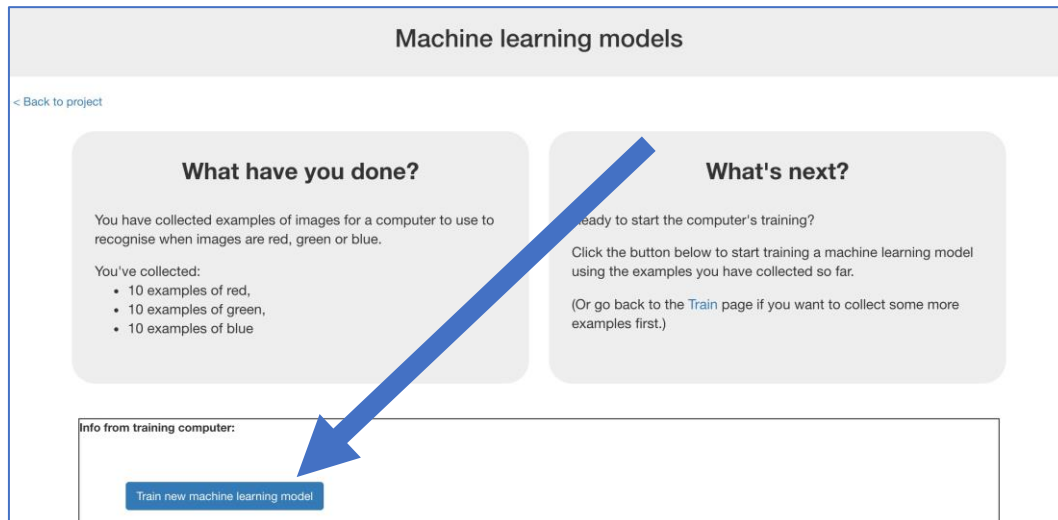 Machine learning models
< Back to project
What have you done?
You have collected examples of images for a computer to use to
recognise when images are red, green or blue.
You've collected:
• 10 examples of red,
• 10 examples of green,
• 10 examples of blue
What's next?
eady to start the computer's training?
Click the button below to start training a machine learning model
using the examples you have collected so far.
(Or go back to the Train page if you want to collect some more
examples first.)
Info from training computer:
Train new machine learning model